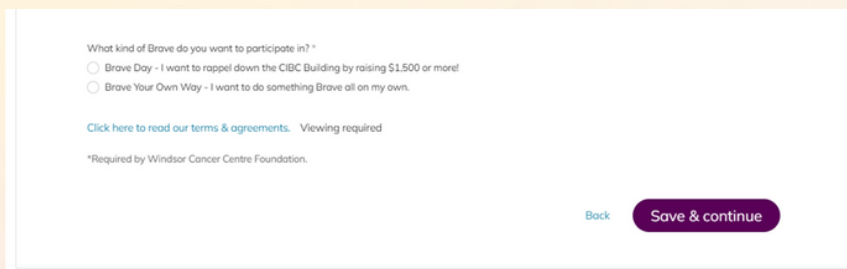 What kind of Brave do you want to participate in? *
Brave Day - I want to rappel down the CIBC Building by raising $1,500 or more!
Brave Your Own Way - I want to do something Brave all on my own.
Click here to read our terms & agreements. Viewing required
*Required by Windsor Cancer Centre Foundation.
Back Save & continue